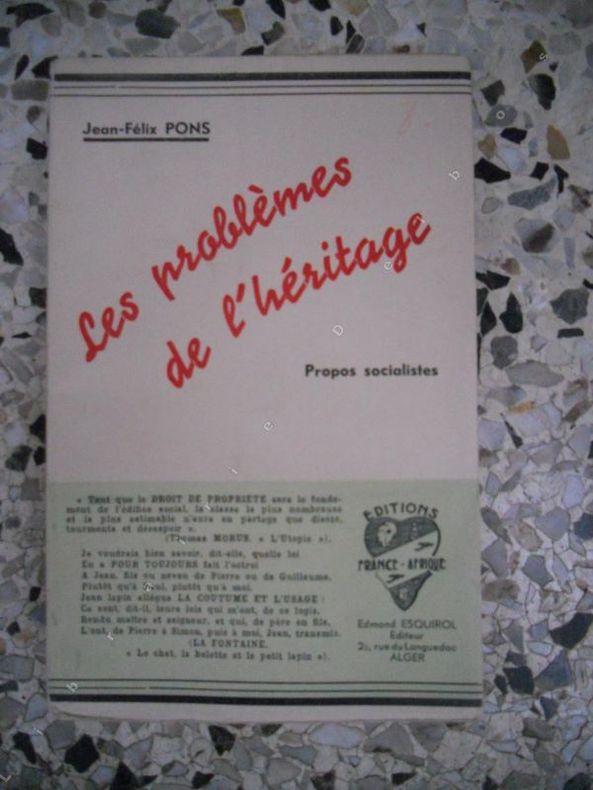 Jean-Félix PONS
Les problèmes
de l'héritage
Propos socialistes
« Tant que le DROIT DE PROPRIETE sera le fonde-
ment de l'édifice social, la classe la plus nombreuse
et la plus estimable n'aura en partage que disette,
tourments et désespoir ».
(Thomas MORUS. « L'Utopie »).
Je voudrais bien savoir, dit-elle, quelle loi
En a POUR TOUJOURS fait l'octroi
A Jean, fils ou neveu de Pierre ou de Guillaume,
Plutôt qu'à Paul, plutôt qu'à moi.
Jean lapin allégua LA COUTUME ET L'USAGE :
Ce sont, dit-il, leurs lois qui m'ont, de ce logis,
Rendu maître et seigneur, et qui, de père en fils,
L'ont de Pierre à Simon, puis à moi, Jean, transmis.
(LA FONTAINE.
« Le chat, la belette et le petit lapin »).
EDITIONS
FRANCE-AFRIQUE
Edmond ESQUIROL
Editeur
rue du Languedoc
ALGER